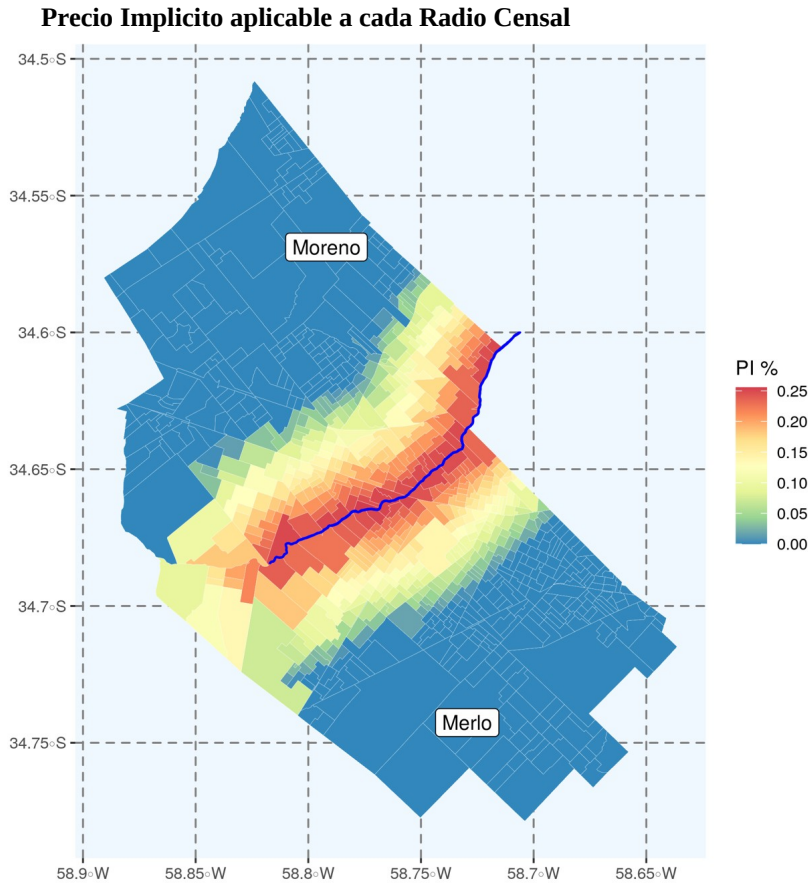 Precio Implicito aplicable a cada Radio Censal
34.5◦S
34.55◦S
34.6◦S
34.65◦S
34.7◦S
34.75◦S
Moreno
Merlo
58.9◦W
58.85◦W
58.8◦W
58.75◦W
58.7◦W
58.65◦W
PI %
0.25
0.20
0.15
0.10
0.05
0.00